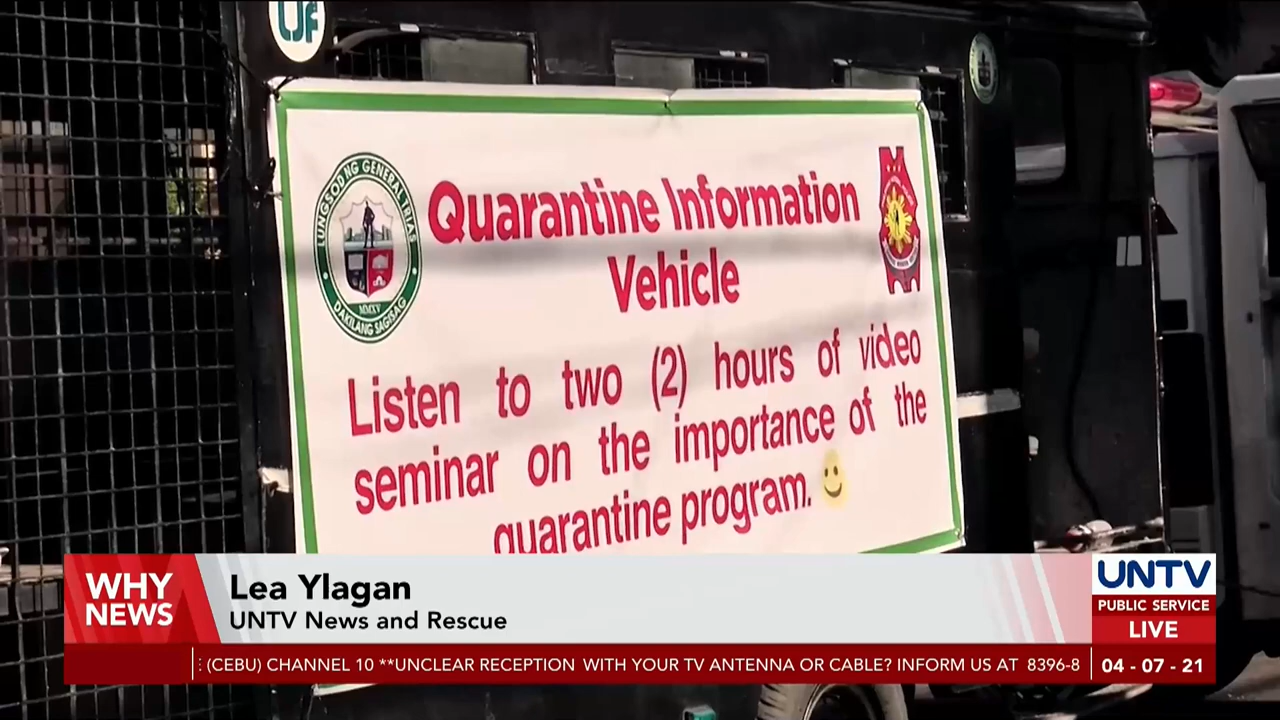 LUNGSOD NG GENERAL TRIAS
MMXV
DAKILANG SAGISAG
Quarantine Information
Vehicle
Listen to two (2) hours of video
seminar on the importance of the
quarantine program.
WHY
NEWS
Lea Ylagan
UNTV News and Rescue
UNTV
PUBLIC SERVICE
LIVE
: (CEBU) CHANNEL 10 **UNCLEAR RECEPTION WITH YOUR TV ANTENNA OR CABLE? INFORM US AT 8396-8
04 - 07 - 21